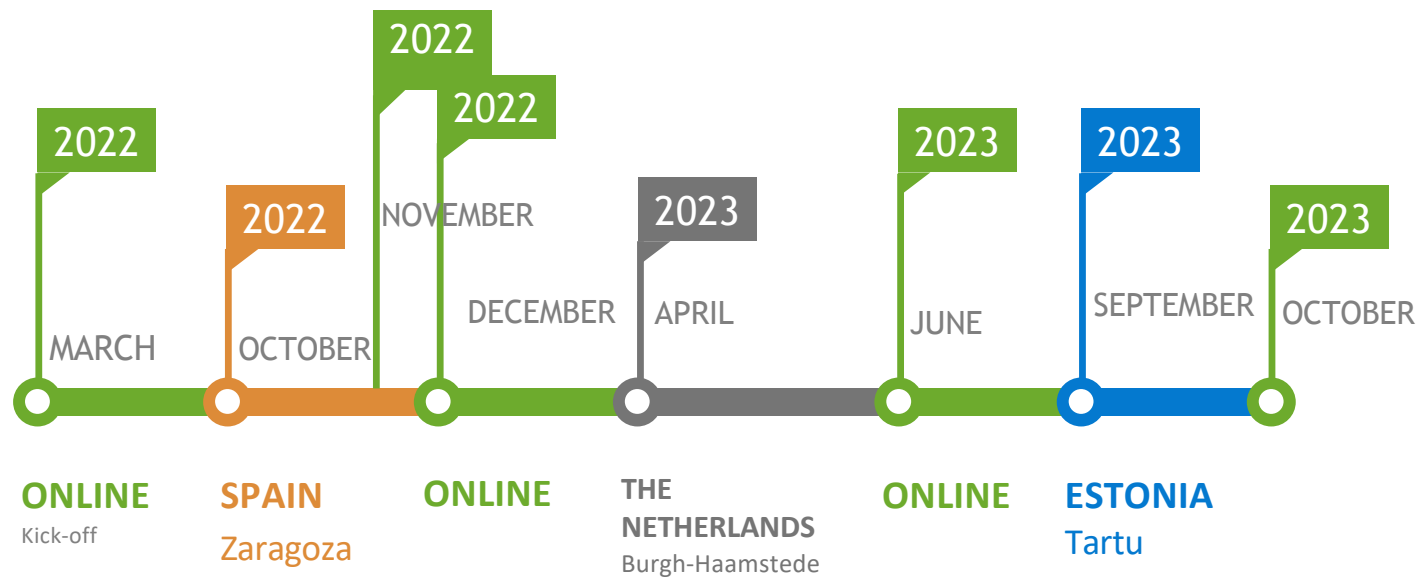 2022
2022
2022
2023
2023
2022
2023
2023
NOVEMBER
DECEMBER
APRIL
SEPTEMBER
OCTOBER
JUNE
MARCH
OCTOBER
ONLINE
Kick-off
SPAIN
Zaragoza
ONLINE
THE
NETHERLANDS
Burgh-Haamstede
ONLINE
ESTONIA
Tartu